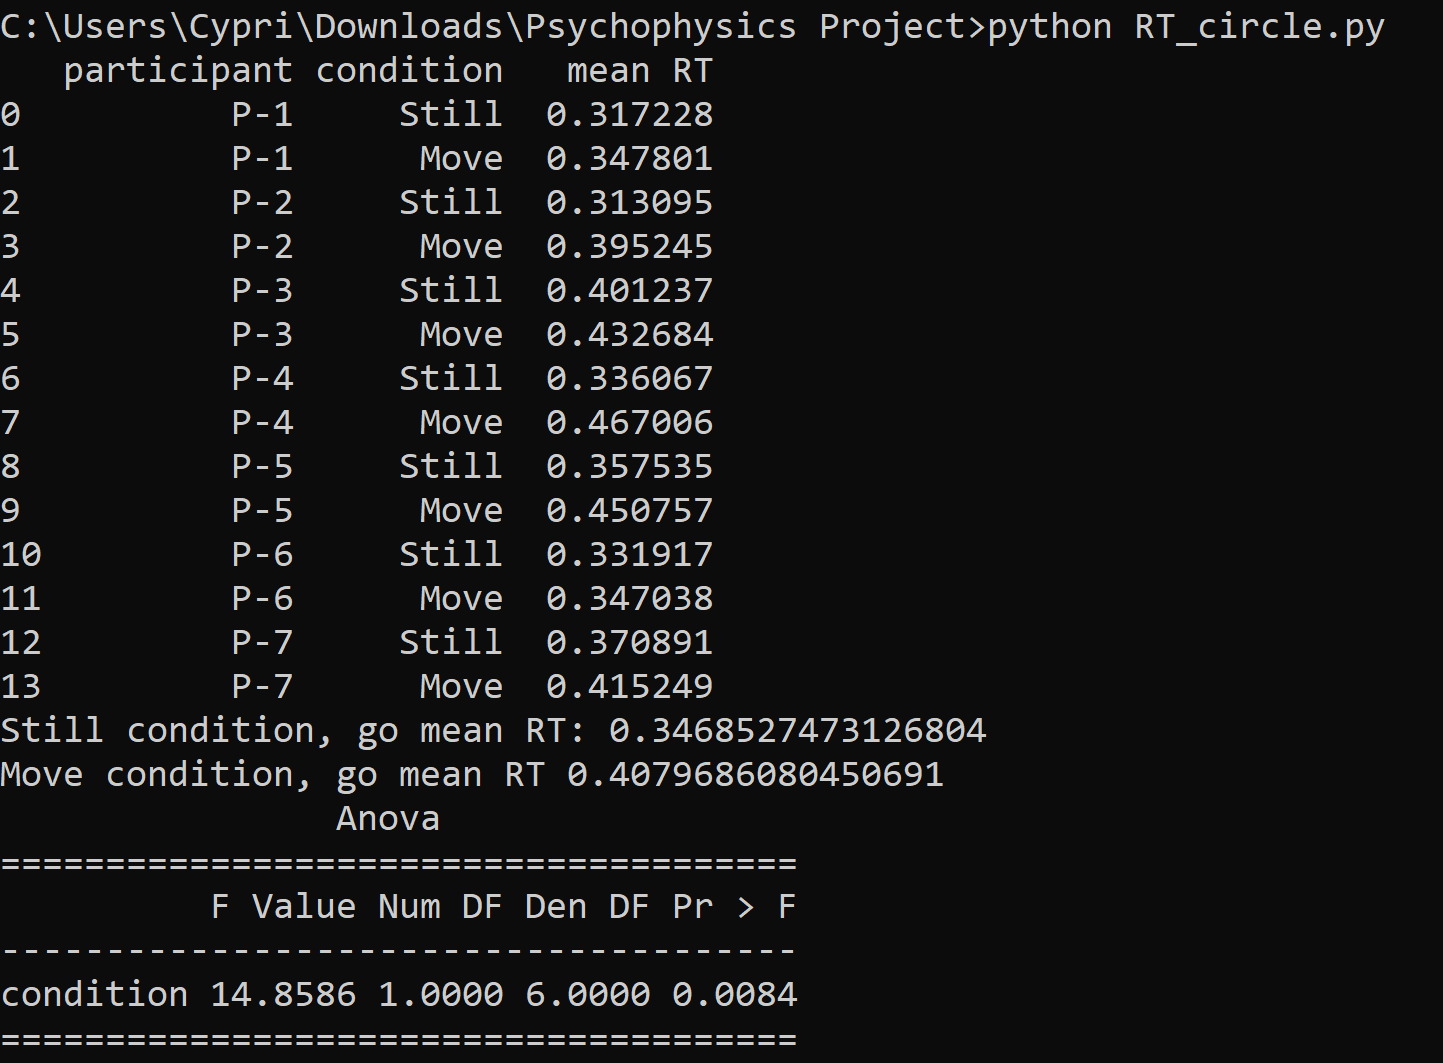 C:\Users\Cypri\Downloads\Psychophysics Project>python RT_circle.py
   participant condition   mean RT
0          P-1     Still  0.317228
1          P-1      Move  0.347801
2          P-2     Still  0.313095
3          P-2      Move  0.395245
4          P-3     Still  0.401237
5          P-3      Move  0.432684
6          P-4     Still  0.336067
7          P-4      Move  0.467006
8          P-5     Still  0.357535
9          P-5      Move  0.450757
10         P-6     Still  0.331917
11         P-6      Move  0.347038
12         P-7     Still  0.370891
13         P-7      Move  0.415249
Still condition, go mean RT: 0.3468527473126804
Move condition, go mean RT 0.4079686080450691
                Anova
======================================
          F Value Num DF Den DF Pr > F
--------------------------------------
condition 14.8586 1.0000 6.0000 0.0084
======================================